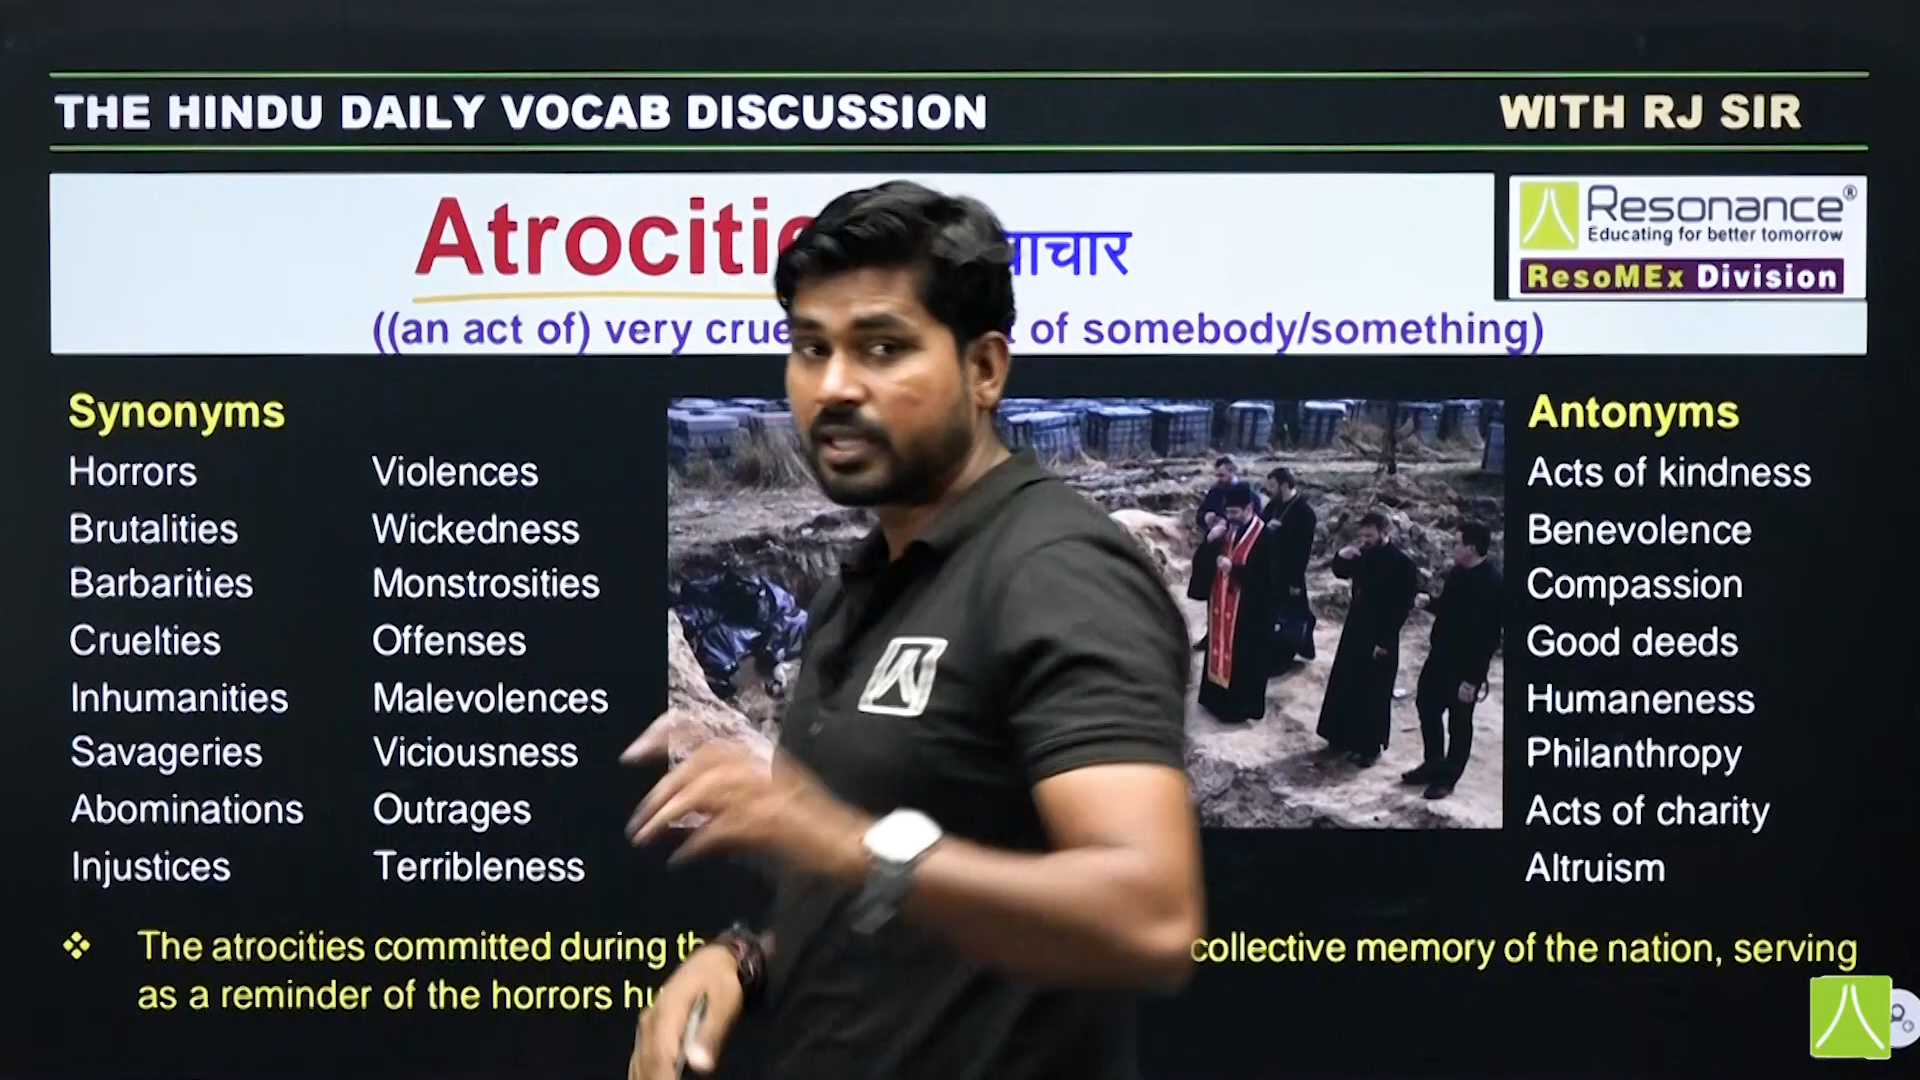 THE HINDU DAILY VOCAB DISCUSSION
WITH RJ SIR
Resonance®
Educating for better tomorrow
ResoMEx Division
((an act of) very of somebody/something)
Synonyms
Horrors
Brutalities
Barbarities
Cruelties
Inhumanities
Savageries
Abominations
Injustices
Violences
Wickedness
Monstrosities
Offenses
Malevolences
Viciousness
Outrages
Terribleness
Antonyms
Acts of kindness
Benevolence
Compassion
Good deeds
Humaneness
Philanthropy
Acts of charity
Altruism
❖ The atrocities committed during collective memory of the nation, serving
as a reminder of the horrors